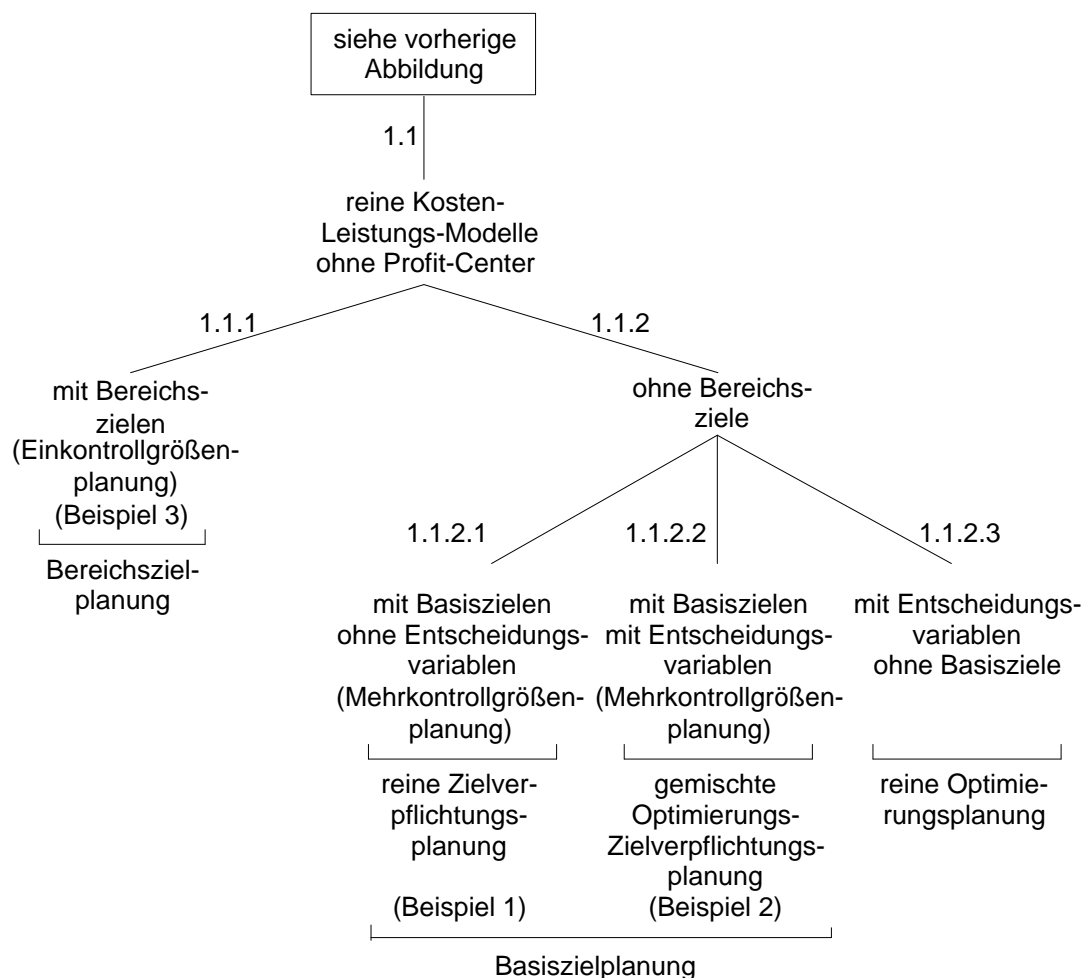 siehe vorherige
Abbildung
1.1
reine Kosten-
Leistungs-Modelle
ohne Profit-Center
1.1.1
1.1.2
mit Bereichs-
zielen
(Einkontrollgrößen-
planung)
(Beispiel 3)
Bereichsziel-
planung
ohne Bereichs-
ziele
1.1.2.1
1.1.2.2
1.1.2.3
mit Basiszielen
ohne Entscheidungs-
variablen
(Mehrkontrollgrößen-
planung)
reine Zielver-
pflichtungs-
planung
(Beispiel 1)
mit Basiszielen
mit Entscheidungs-
variablen
(Mehrkontrollgrößen-
planung)
gemischte
Optimierungs-
Zielverpflichtungs-
planung
(Beispiel 2)
mit Entscheidungs-
variablen
ohne Basisziele
reine Optimie-
rungsplanung
Basiszielplanung